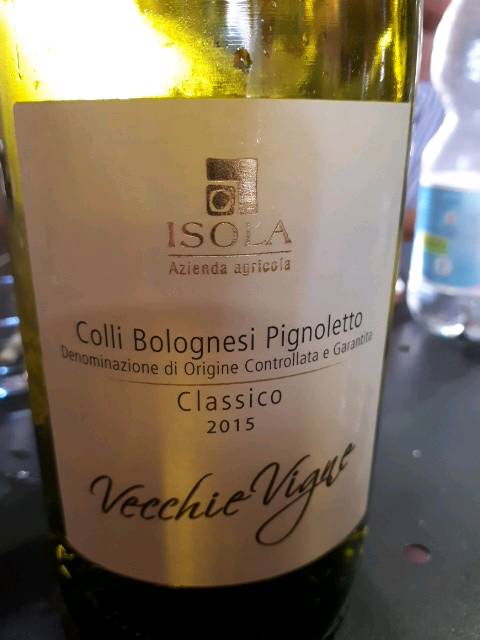 ISOLA
Azienda agricola
Colli Bolognesi Pignoletto
Denominazione di Origine Controllata e Garantita
Classico
2015
Vecchie Vigne